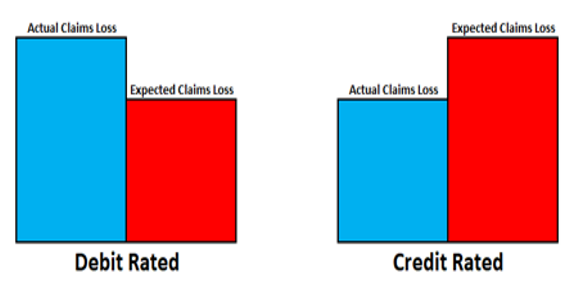 Actual Claims Loss
Expected Claims Loss
Debit Rated
Expected Claims Loss
Actual Claims Loss
Credit Rated